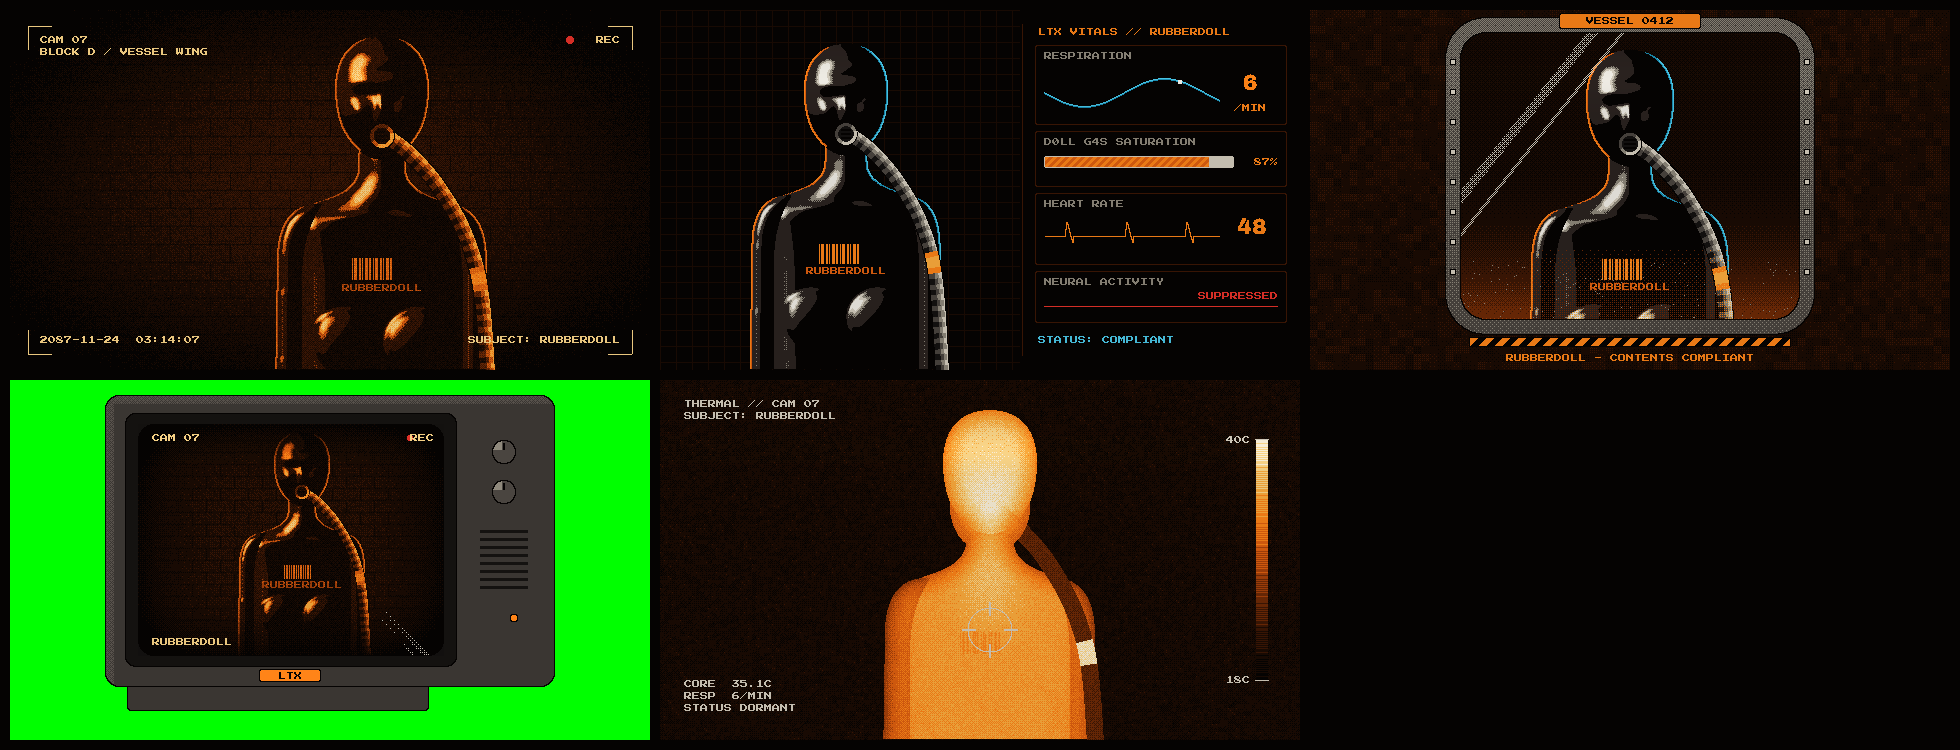 CAM 07
BLOCK D / VESSEL WING
REC
RUBBERDOLL
2087-11-24 03:14:07
SUBJECT: RUBBERDOLL
LTX VITALS // RUBBERDOLL
RESPIRATION
6
/MIN
D0LL G4S SATURATION
87%
HEART RATE
48
NEURAL ACTIVITY
SUPPRESSED
STATUS: COMPLIANT
RUBBERDOLL
VESSEL 0412
RUBBERDOLL
RUBBERDOLL - CONTENTS COMPLIANT
CAM 07
REC
RUBBERDOLL
RUBBERDOLL
LTX
THERMAL // CAM 07
SUBJECT: RUBBERDOLL
40C
18C
CORE 35.1C
RESP 6/MIN
STATUS DORMANT